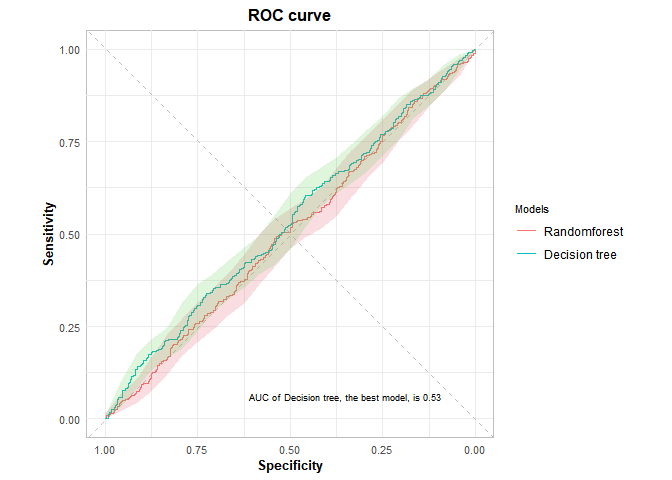 ROC curve
1.00
0.75
0.50
0.25
0.00
Sensitivity
AUC of Decision tree, the best model, is 0.53
1.00
0.75
0.50
0.25
0.00
Specificity
Models
Randomforest
Decision tree